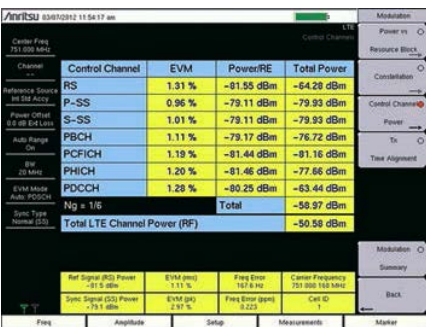 Anritsu 03/07/2012 11:54:17 am
Modulation
LTE
Control Channels
Center Freq
751.000 MHz
Channel
--
Reference Source
Int Std Accy
Power Offset
0.0 dB Ext Loss
Auto Range
On
BW
20 MHz
EVM Mode
Auto: PDSCH
Sync Type
Normal (SS)
Control Channel EVM Power/RE Total Power
RS 1.31 % -81.55 dBm -64.28 dBm
P-SS 0.96 % -79.11 dBm -79.93 dBm
S-SS 1.01 % -79.11 dBm -79.93 dBm
PBCH 1.11 % -79.17 dBm -76.72 dBm
PCFICH 1.19 % -81.44 dBm -81.16 dBm
PHICH 1.20 % -81.46 dBm -77.66 dBm
PDCCH 1.28 % -80.25 dBm -63.44 dBm
Ng = 1/6 Total -58.97 dBm
Total LTE Channel Power (RF) -50.58 dBm
Ref Signal (RS) Power EVM (rms) Freq Error Carrier Frequency
-81.5 dBm 1.11 % 167.6 Hz 751.000 168 MHz
Sync Signal (SS) Power EVM (pk) Freq Error (ppm) Cell ID
-79.1 dBm 2.97 % 0.223 1
Power vs
Resource Block
Constellation
Control Channel
Power
Tx
Time Alignment
Modulation
Summary
Back
Freq Amplitude Setup Measurements Marker